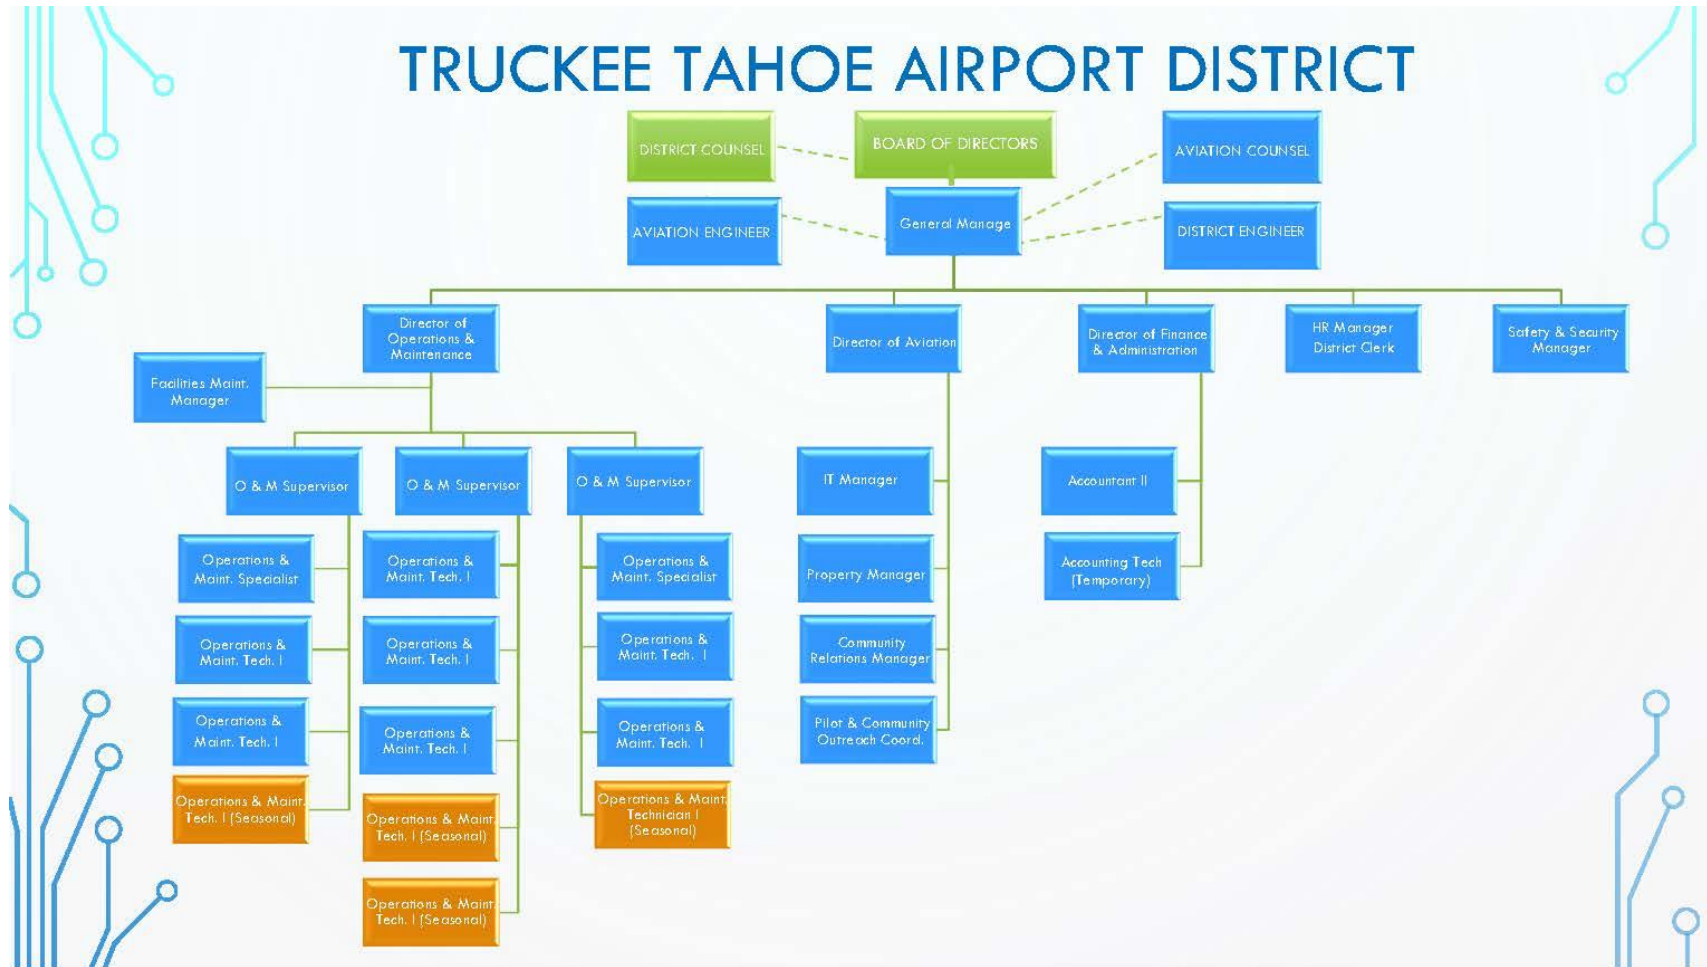 TRUCKEE TAHOE AIRPORT DISTRICT
DISTRICT COUNSEL
BOARD OF DIRECTORS
AVIATION COUNSEL
AVIATION ENGINEER
General Manage
DISTRICT ENGINEER
Director of
Operations &
Maintenance
Director of Aviation
Director of Finance
& Administration
HR Manager
District Clerk
Safety & Security
Manager
Facilities Maint.
Manager
O & M Supervisor
O & M Supervisor
O & M Supervisor
IT Manager
Accountant II
Operations &
Maint. Specialist
Operations &
Maint. Tech. I
Operations &
Maint. Specialist
Property Manager
Accounting Tech
(Temporary)
Operations &
Maint. Tech. I
Operations &
Maint. Tech. I
Operations &
Maint. Tech. I
Community
Relations Manager
Operations &
Maint. Tech. I
Operations &
Maint. Tech. I
Operations &
Maint. Tech. I
Pilot & Community
Outreach Coord.
Operations & Maint.
Tech. I (Seasonal)
Operations & Maint.
Tech. I (Seasonal)
Operations & Maint.
Technician I
(Seasonal)
Operations & Maint.
Tech. I (Seasonal)